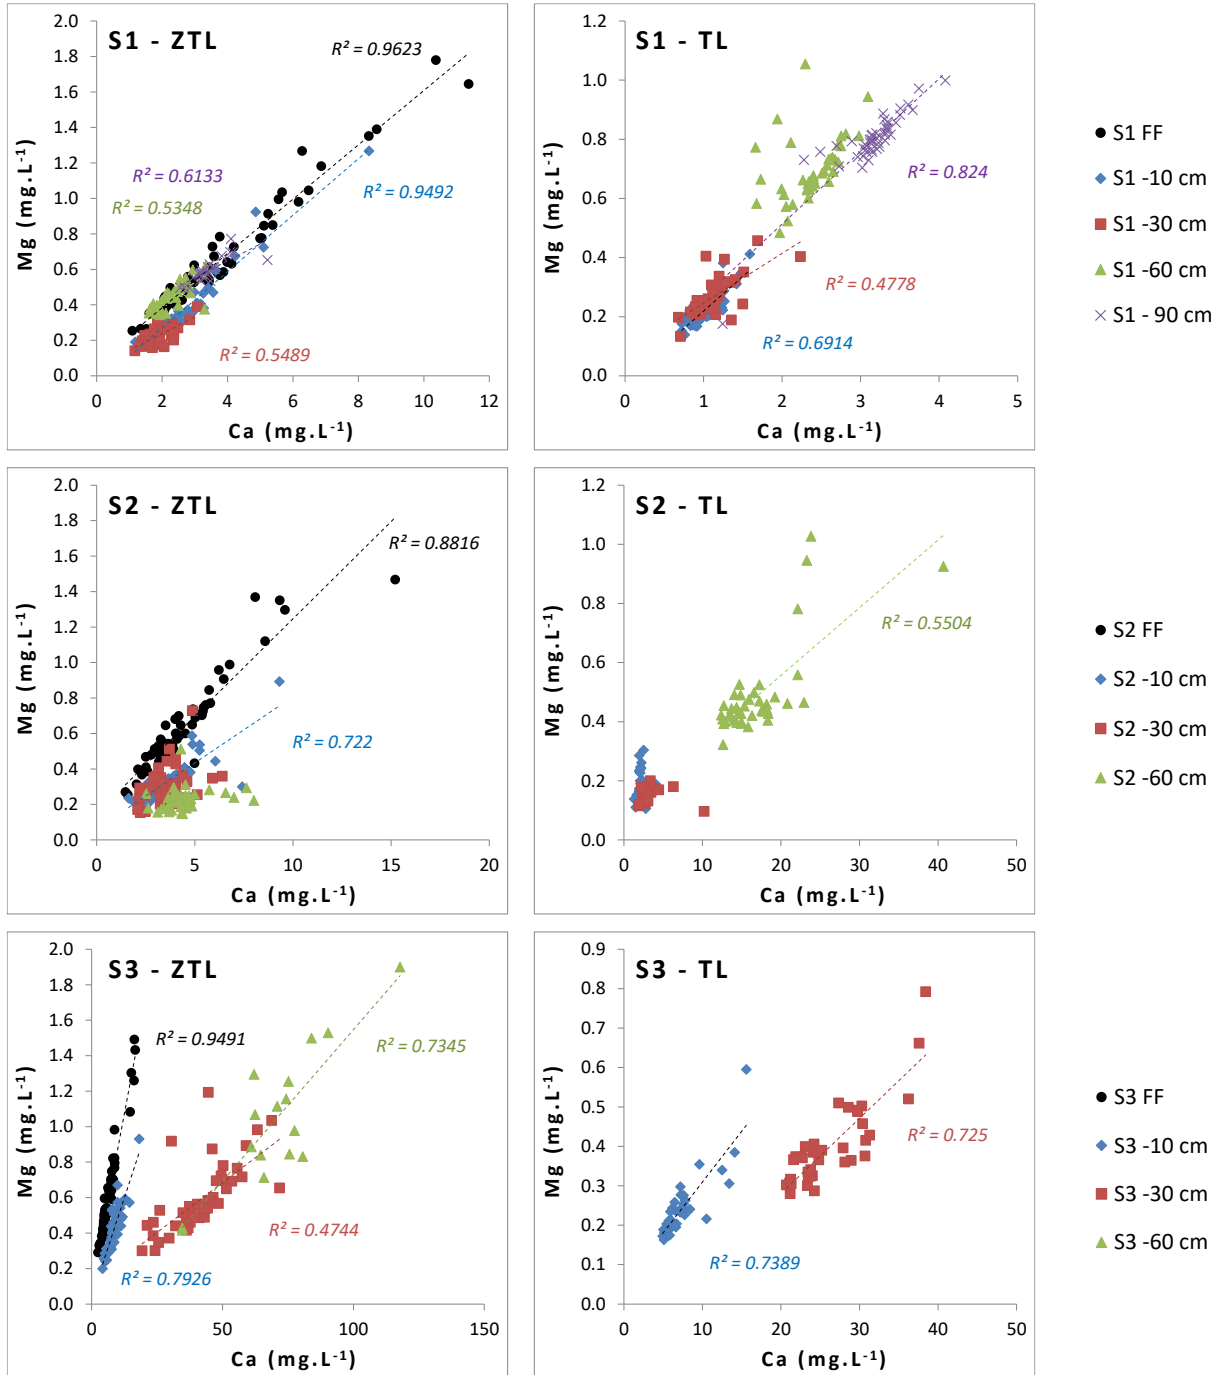 S1 - ZTL
Mg (mg.L-1)
2.0
1.8
1.6
1.4
1.2
1.0
0.8
0.6
0.4
0.2
0.0
R² = 0.9623
R² = 0.6133
R² = 0.9492
R² = 0.5348
R² = 0.5489
0 2 4 6 8 10 12
Ca (mg.L-1)
S1 - TL
Mg (mg.L-1)
1.2
1.0
0.8
0.6
0.4
0.2
0.0
R² = 0.824
R² = 0.4778
R² = 0.6914
0 1 2 3 4 5
Ca (mg.L-1)
S1 FF
S1 -10 cm
S1 -30 cm
S1 -60 cm
S1 - 90 cm
S2 - ZTL
Mg (mg.L-1)
2.0
1.8
1.6
1.4
1.2
1.0
0.8
0.6
0.4
0.2
0.0
R² = 0.8816
R² = 0.722
0 5 10 15 20
Ca (mg.L-1)
S2 - TL
Mg (mg.L-1)
1.2
1.0
0.8
0.6
0.4
0.2
0.0
R² = 0.5504
0 10 20 30 40 50
Ca (mg.L-1)
S2 FF
S2 -10 cm
S2 -30 cm
S2 -60 cm
S3 - ZTL
Mg (mg.L-1)
2.0
1.8
1.6
1.4
1.2
1.0
0.8
0.6
0.4
0.2
0.0
R² = 0.9491
R² = 0.7345
R² = 0.4744
R² = 0.7926
0 50 100 150
Ca (mg.L-1)
S3 - TL
Mg (mg.L-1)
0.9
0.8
0.7
0.6
0.5
0.4
0.3
0.2
0.1
0.0
R² = 0.725
R² = 0.7389
0 10 20 30 40 50
Ca (mg.L-1)
S3 FF
S3 -10 cm
S3 -30 cm
S3 -60 cm